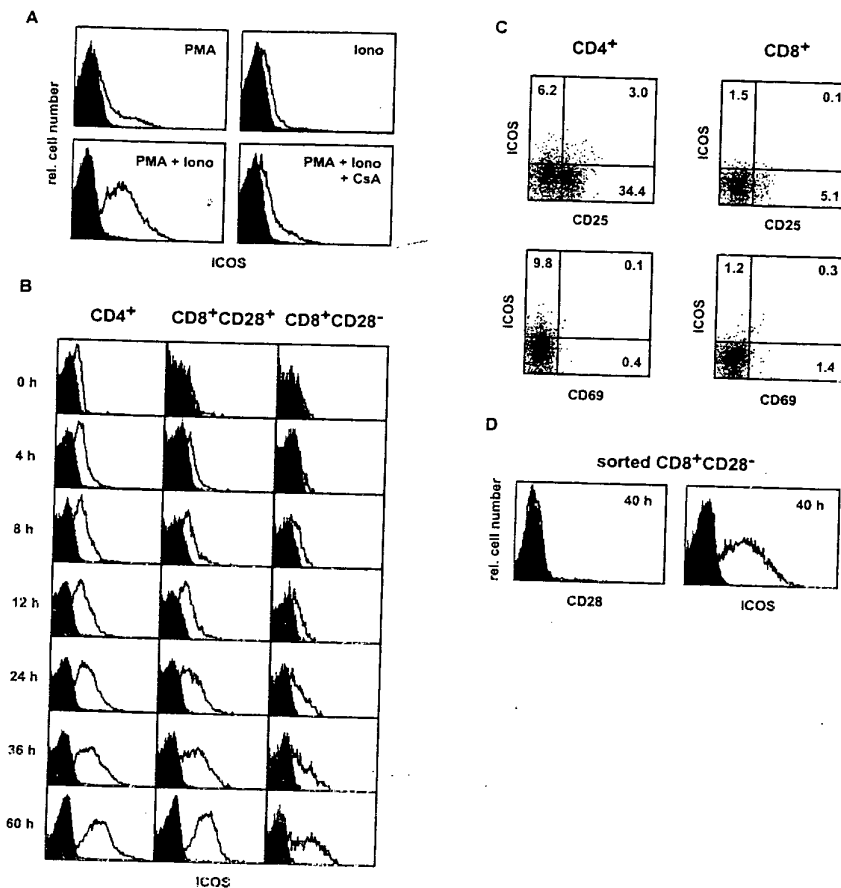 A
PMA
Iono
PMA + Iono
PMA + Iono
+ CsA
rel. cell number
ICOS
B
CD4⁺
CD8⁺CD28⁺
CD8⁺CD28⁻
0 h
4 h
8 h
12 h
24 h
36 h
60 h
ICOS
C
CD4⁺
CD8⁺
6.2
3.0
34.4
ICOS
CD25
1.5
0.1
5.1
ICOS
CD25
9.8
0.1
0.4
ICOS
CD69
1.2
0.3
1.4
ICOS
CD69
D
sorted CD8⁺CD28⁻
rel. cell number
40 h
40 h
CD28
ICOS